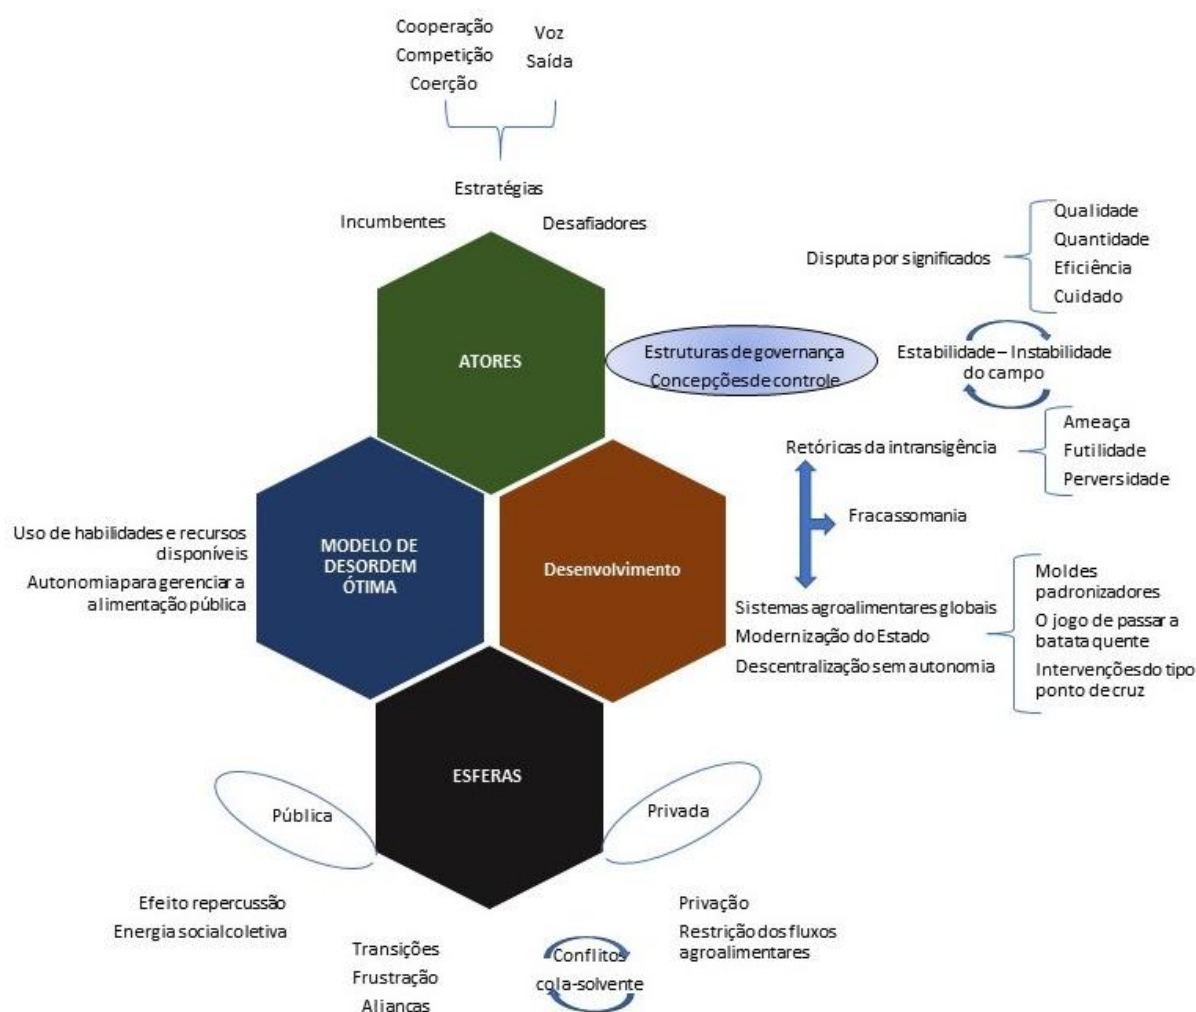 Cooperação
Competição
Coerção
Voz
Saída
Estratégias
Incumbentes
Desafiadores
ATORES
Estruturas de governança
Concepções de controle
Disputa por significados
Qualidade
Quantidade
Eficiência
Cuidado
Estabilidade – Instabilidade
do campo
Retóricas da intransigência
Ameaça
Futilidade
Perversidade
Fracassomania
Uso de habilidades e recursos
disponíveis
Autonomia para gerenciar a
alimentação pública
MODELO DE
DESORDEM
ÓTIMA
Desenvolvimento
Sistemas agroalimentares globais
Modernização do Estado
Descentralização sem autonomia
Moldes
padronizadores
O jogo de passar a
batata quente
Intervenções do tipo
ponto de cruz
ESFERAS
Pública
Privada
Efeito repercussão
Energia social coletiva
Transições
Frustração
Alianças
Conflitos
cola-solvente
Privação
Restrição dos fluxos
agroalimentares